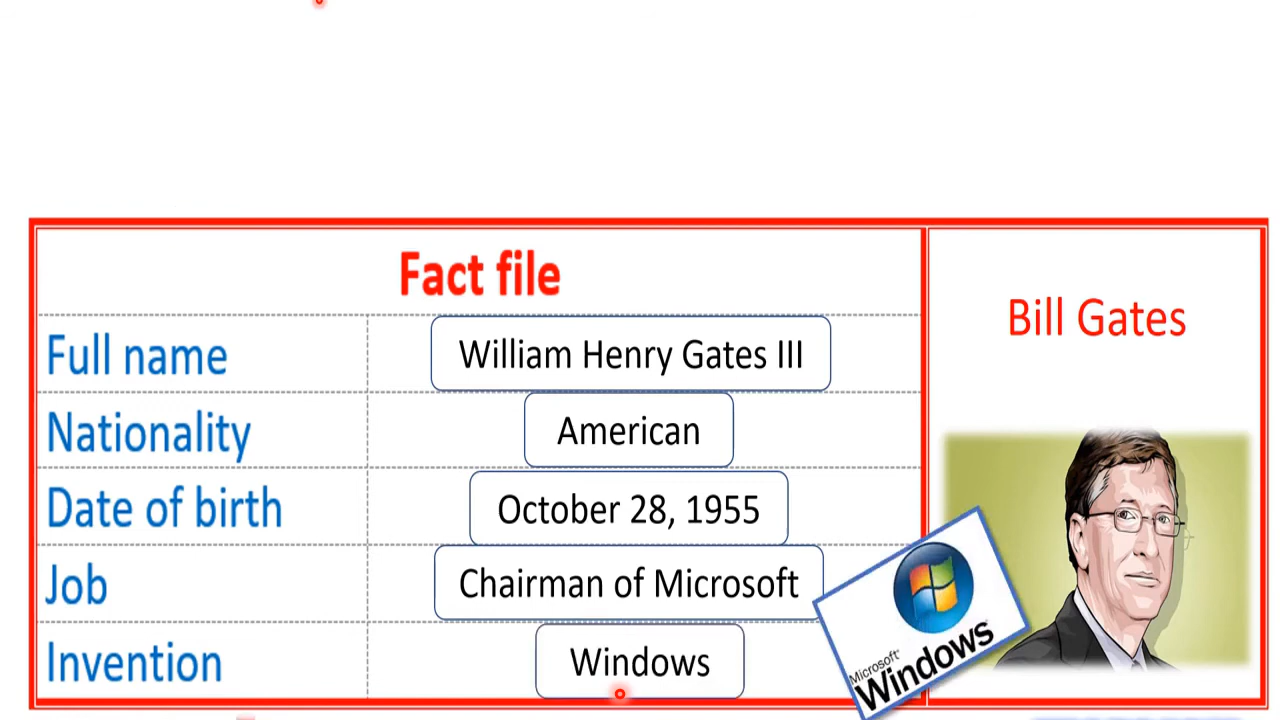 Fact file
Bill Gates
Full name William Henry Gates III
Nationality American
Date of birth October 28, 1955
Job Chairman of Microsoft
Invention Windows
Microsoft
Windows